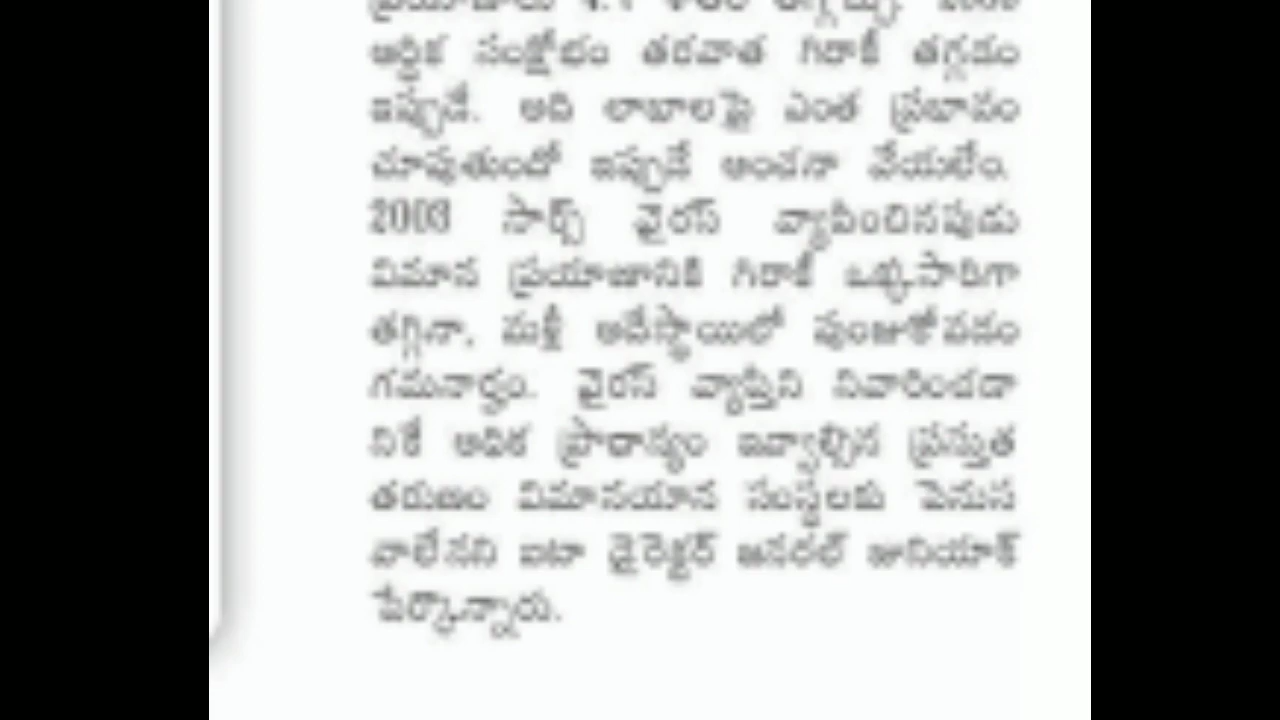 ఆర్థిక సంక్షోభం తరవాత గిరాకీ తగ్గడం
ఇప్పుడే. అది లాభాలపై ఎంత ప్రభావం
చూపుతుందో ఇప్పుడే అంచనా వేయలేం.
2003 సార్స్ వైరస్ వ్యాపించినపుడు
విమాన ప్రయాణానికి గిరాకీ ఒక్కసారిగా
తగ్గినా, మళ్లీ అదేస్థాయిలో పుంజుకోవడం
గమనార్హం. వైరస్ వ్యాప్తిని నివారించడా
నికే అధిక ప్రాధాన్యం ఇవ్వాల్సిన ప్రస్తుత
తరుణం విమానయాన సంస్థలకు పెనుస
వాలేనని ఐటా డైరెక్టర్ జనరల్ జునియాక్
పేర్కొన్నారు.